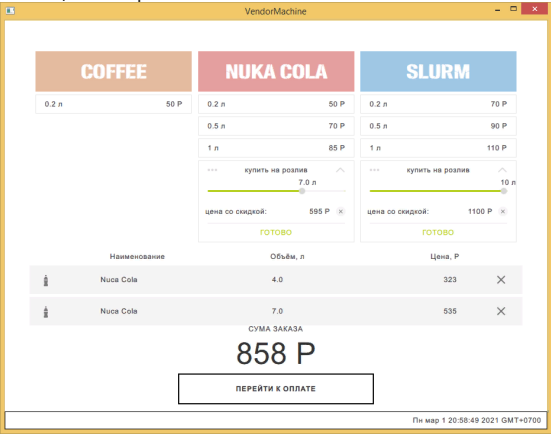 VendorMachine
COFFEE NUKA COLA SLURM
0.2 л 50 Р 0.2 л 50 Р 0.2 л 70 Р
0.5 л 70 Р 0.5 л 90 Р
1 л 85 Р 1 л 110 Р
купить на розлив купить на розлив
7.0 л 10 л
цена со скидкой: 595 Р цена со скидкой: 1100 Р
ГОТОВО ГОТОВО
Наименование Объём, л Цена, Р
Nuca Cola 4.0 323
Nuca Cola 7.0 535
СУМА ЗАКАЗА
858 Р
ПЕРЕЙТИ К ОПЛАТЕ
Пн мар 1 20:58:49 2021 GMT+0700